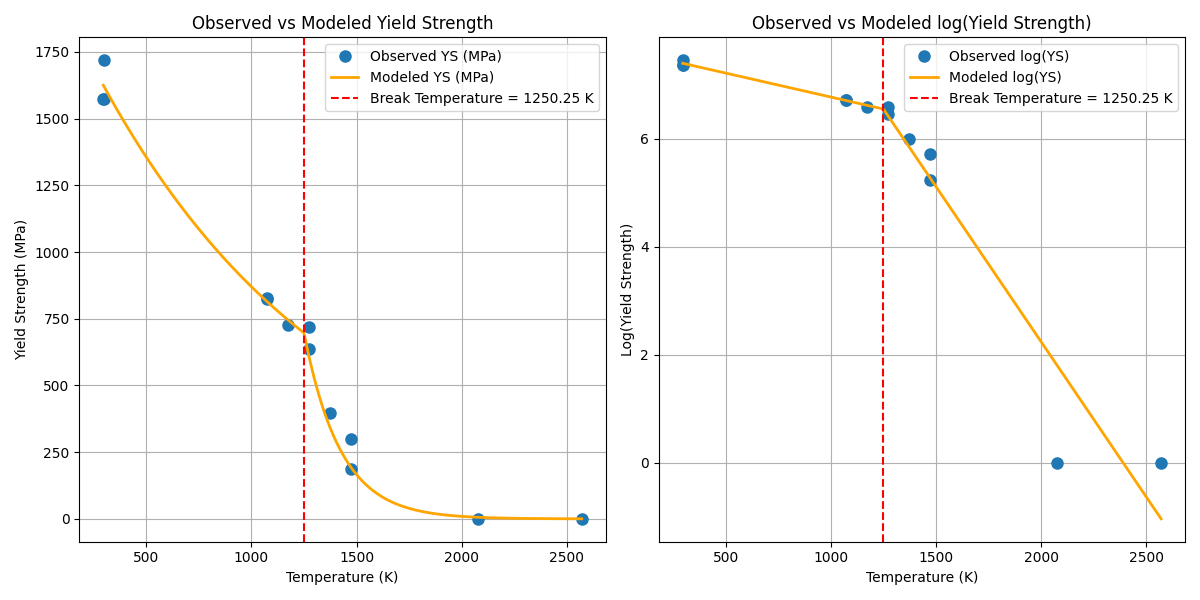 Observed vs Modeled Yield Strength
Yield Strength (MPa)
1750
1500
1250
1000
750
500
250
0
Observed YS (MPa)
Modeled YS (MPa)
Break Temperature = 1250.25 K
500 1000 1500 2000 2500
Temperature (K)
Observed vs Modeled log(Yield Strength)
Log(Yield Strength)
6
4
2
0
Observed log(YS)
Modeled log(YS)
Break Temperature = 1250.25 K
500 1000 1500 2000 2500
Temperature (K)